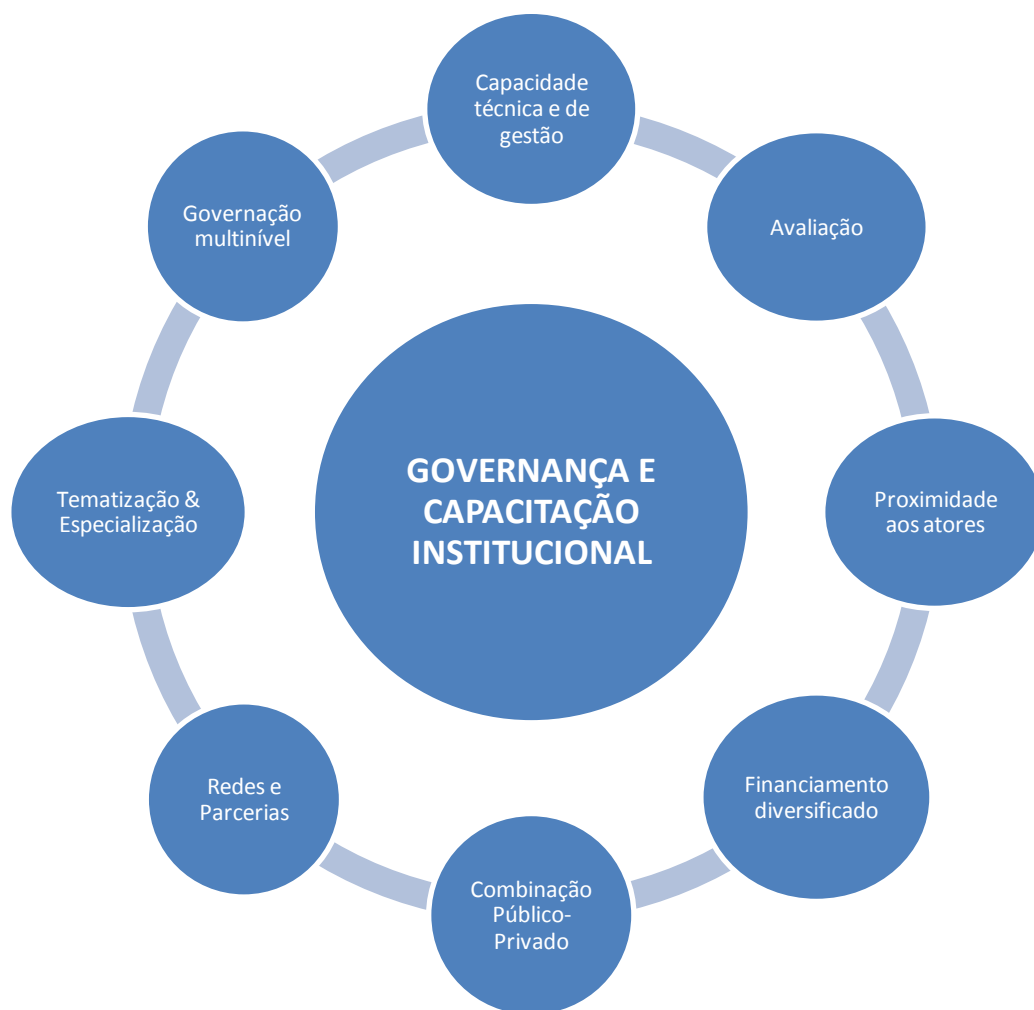 Capacidade
técnica e de
gestão
Avaliação
Proximidade
aos atores
Financiamento
diversificado
Combinação
Público-
Privado
Redes e
Parcerias
Tematização &
Especialização
Governação
multinível
GOVERNANÇA E
CAPACITAÇÃO
INSTITUCIONAL